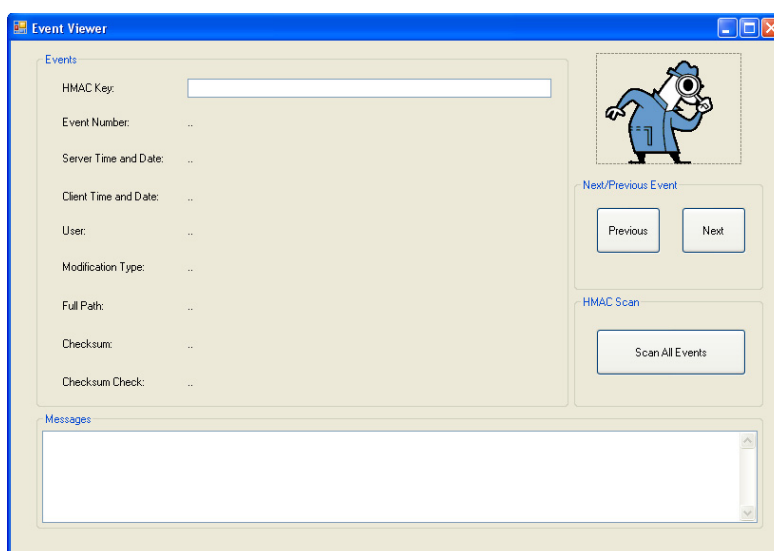 Event Viewer
Events
HMAC Key:
Event Number: ..
Server Time and Date: ..
Client Time and Date: ..
User: ..
Modification Type: ..
Full Path: ..
Checksum: ..
Checksum Check: ..
Next/Previous Event
Previous Next
HMAC Scan
Scan All Events
Messages